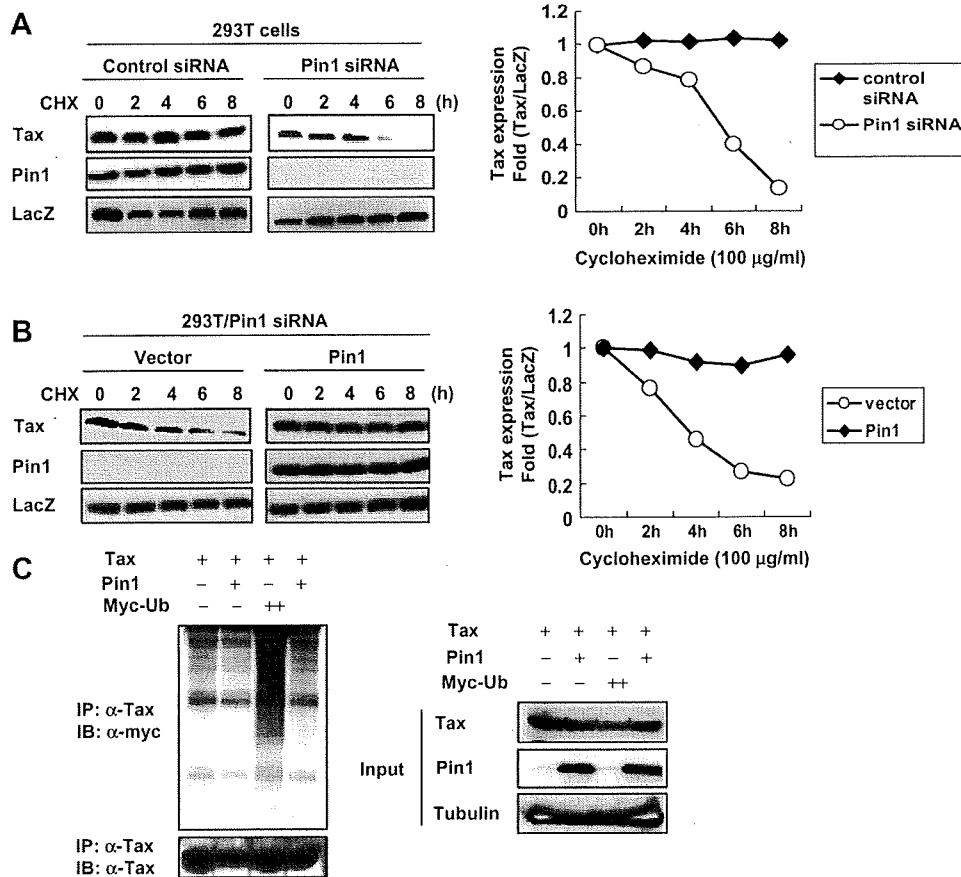 A
293T cells
Control siRNA Pin1 siRNA
CHX 0 2 4 6 8 0 2 4 6 8 (h)
Tax
Pin1
LacZ
Tax expression
Fold (Tax/LacZ)
1.2
1
0.8
0.6
0.4
0.2
0
0h 2h 4h 6h 8h
Cycloheximide (100 μg/ml)
control
siRNA
Pin1 siRNA
B
293T/Pin1 siRNA
Vector Pin1
CHX 0 2 4 6 8 0 2 4 6 8 (h)
Tax
Pin1
LacZ
Tax expression
Fold (Tax/LacZ)
1.2
1
0.8
0.6
0.4
0.2
0
0h 2h 4h 6h 8h
Cycloheximide (100 μg/ml)
vector
Pin1
C
Tax + + + +
Pin1 − + − +
Myc-Ub − − ++
IP: α-Tax
IB: α-myc
IP: α-Tax
IB: α-Tax
Tax + + + +
Pin1 − + − +
Myc-Ub − − ++
Input
Tax
Pin1
Tubulin